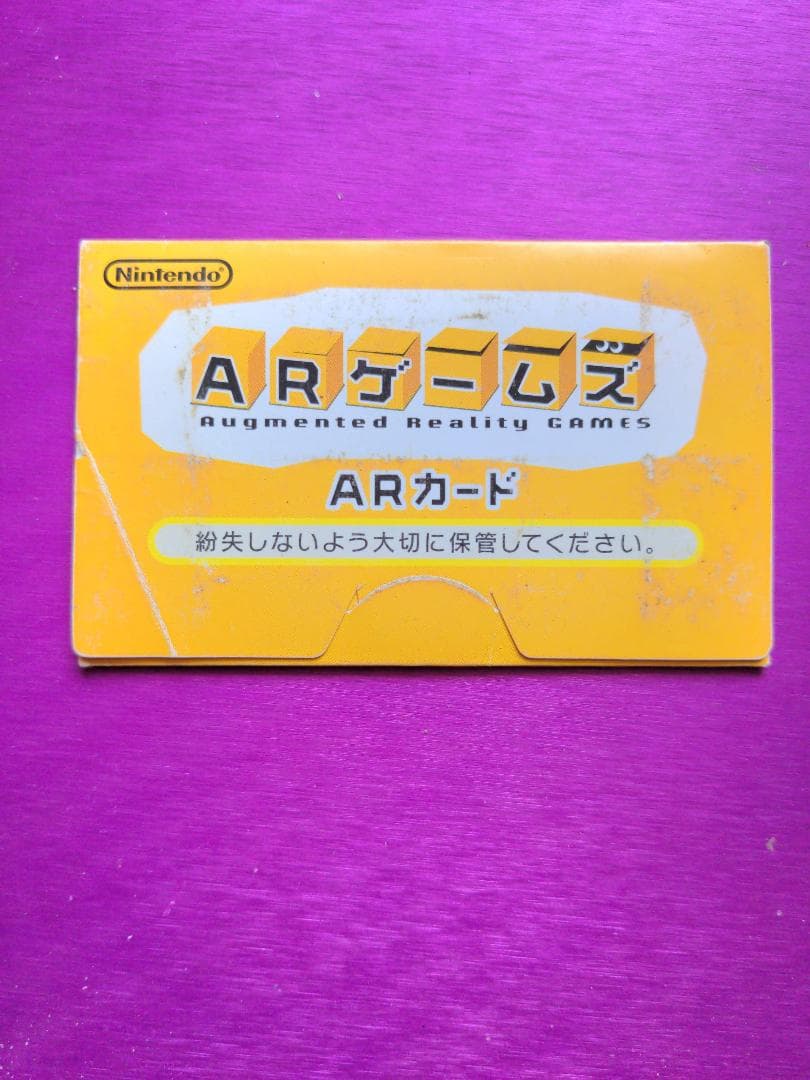 Nintendo®
ARゲームズ
Augmented Reality GAMES
ARカード
紛失しないよう大切に保管してください。